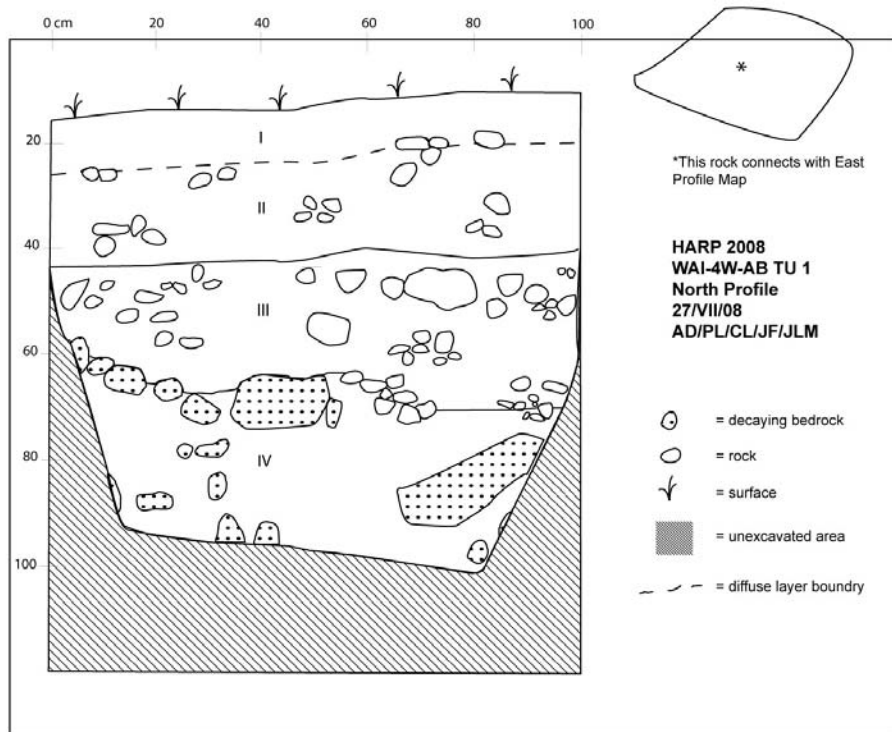 0 cm 20 40 60 80 100
20
40
60
80
100
I
II
III
IV
*
*This rock connects with East
Profile Map
HARP 2008
WAI-4W-AB TU 1
North Profile
27/VII/08
AD/PL/CL/JF/JLM
= decaying bedrock
= rock
= surface
= unexcavated area
= diffuse layer boundry